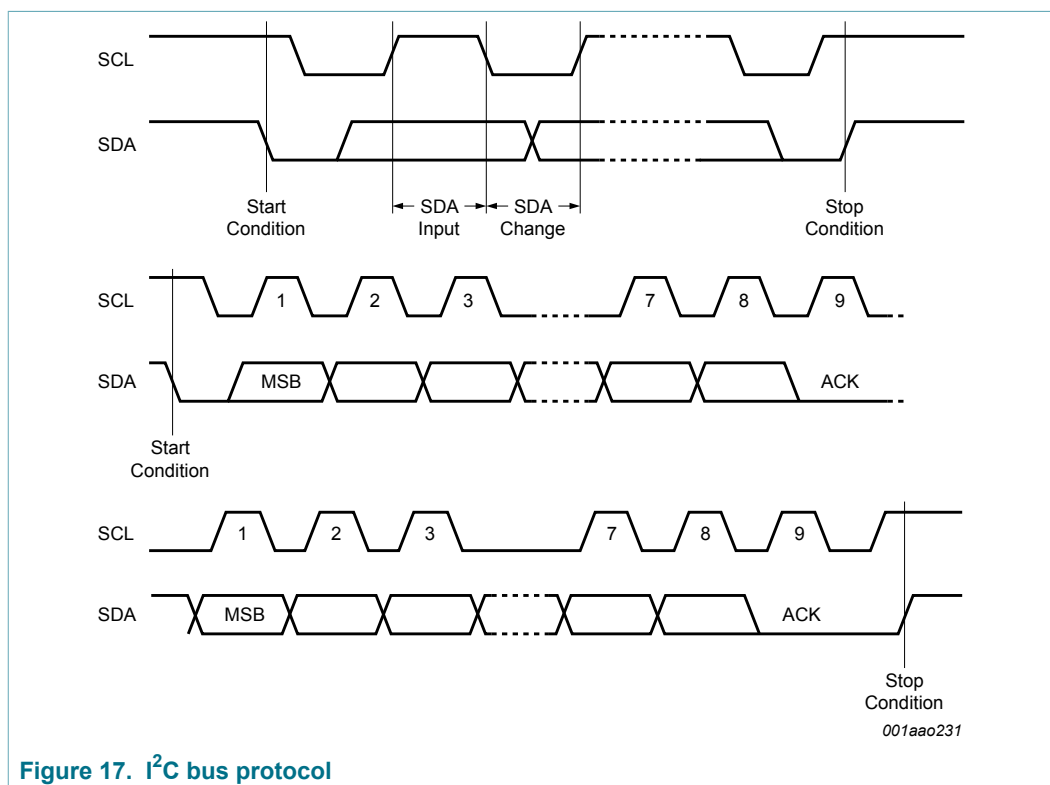 SCL
SDA
Start
Condition
SDA
Input
SDA
Change
Stop
Condition
SCL
1 2 3 7 8 9
SDA
MSB
ACK
Start
Condition
SCL
1 2 3 7 8 9
SDA
MSB
ACK
Stop
Condition
001aao231
Figure 17. I²C bus protocol